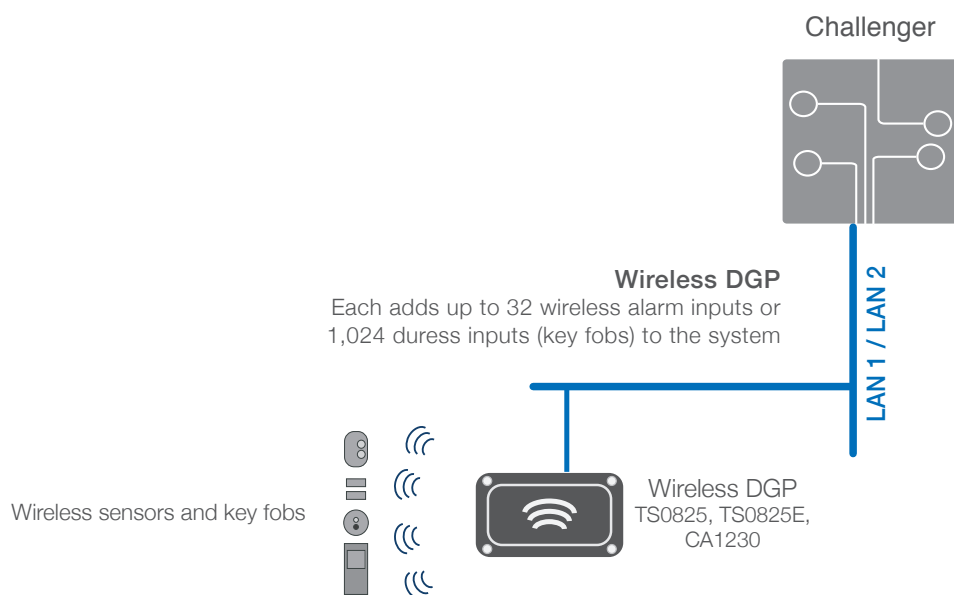 Challenger
Wireless DGP
Each adds up to 32 wireless alarm inputs or
1,024 duress inputs (key fobs) to the system
LAN 1 / LAN 2
Wireless sensors and key fobs
Wireless DGP
TS0825, TS0825E,
CA1230